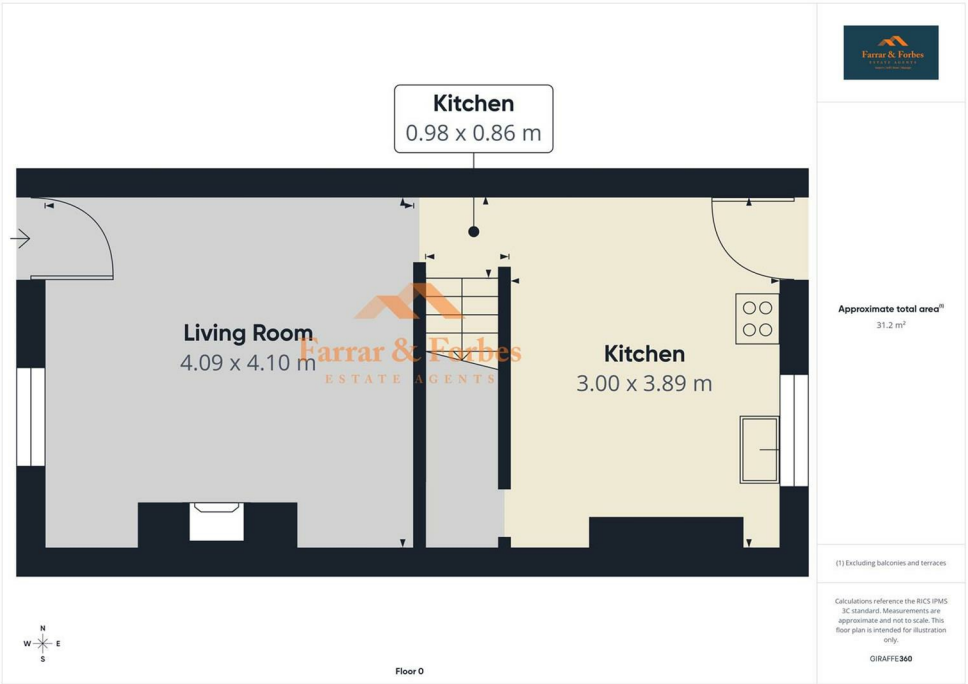 Kitchen
0.98 x 0.86 m
Living Room
4.09 x 4.10 m
Kitchen
3.00 x 3.89 m
Farrar & Forbes
ESTATE AGENTS
N
W E
S
Floor 0
Farrar & Forbes
ESTATE AGENTS
Approximate total area(1)
31.2 m²
(1) Excluding balconies and terraces
Calculations reference the RICS IPMS
3C standard. Measurements are
approximate and not to scale. This
floor plan is intended for illustration
only.
GIRAFFE360